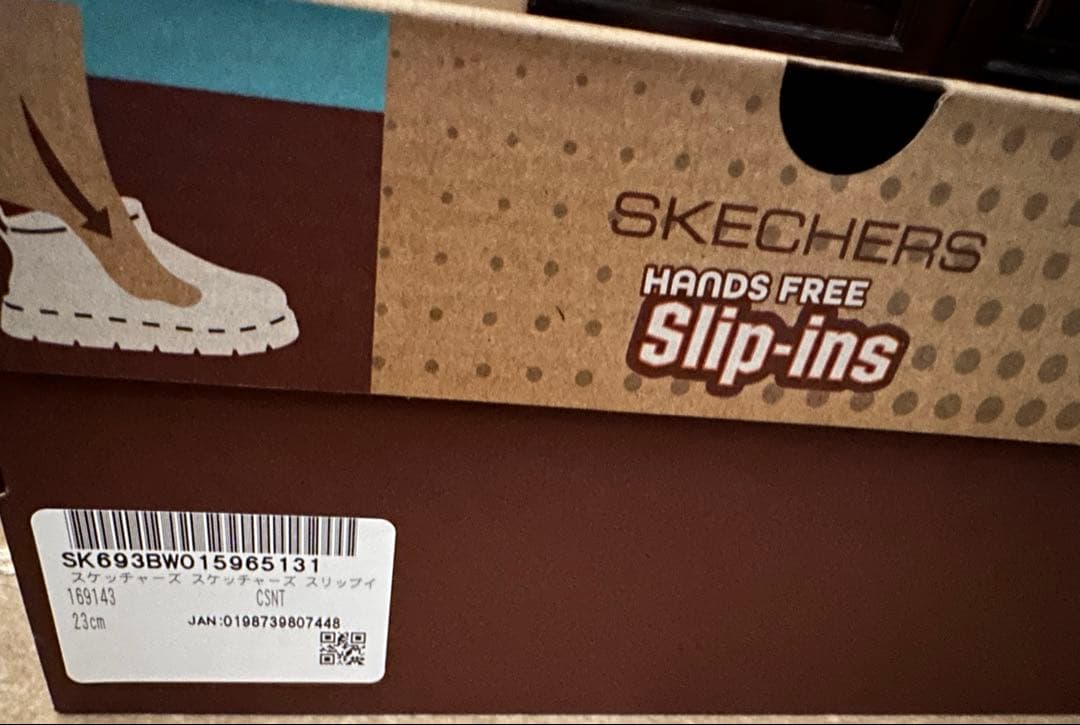 SKECHERS
HANDS FREE
Slip-ins
SK693BW015965131
スケッチャーズ スケッチャーズ スリップイ
169143 CSNT
23cm JAN:0198739807448